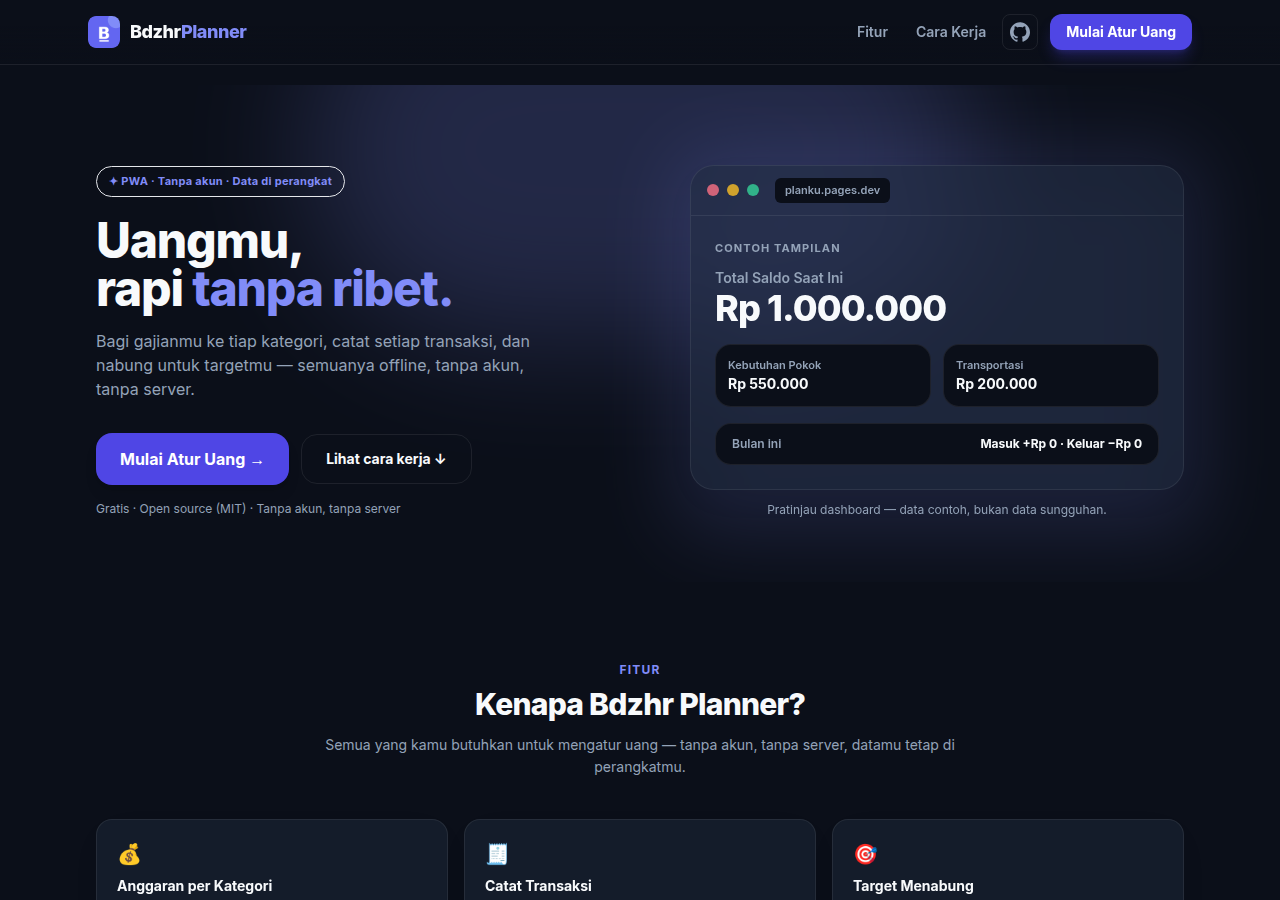 B BdzhrPlanner
Fitur
Cara Kerja
Mulai Atur Uang
✦ PWA · Tanpa akun · Data di perangkat
Uangmu,
rapi tanpa ribet.
Bagi gajianmu ke tiap kategori, catat setiap transaksi, dan
nabung untuk targetmu — semuanya offline, tanpa akun,
tanpa server.
Mulai Atur Uang →
Lihat cara kerja ↓
Gratis · Open source (MIT) · Tanpa akun, tanpa server
planku.pages.dev
CONTOH TAMPILAN
Total Saldo Saat Ini
Rp 1.000.000
Kebutuhan Pokok
Rp 550.000
Transportasi
Rp 200.000
Bulan ini
Masuk +Rp 0 · Keluar −Rp 0
Pratinjau dashboard — data contoh, bukan data sungguhan.
FITUR
Kenapa Bdzhr Planner?
Semua yang kamu butuhkan untuk mengatur uang — tanpa akun, tanpa server, datamu tetap di
perangkatmu.
Anggaran per Kategori
Catat Transaksi
Target Menabung